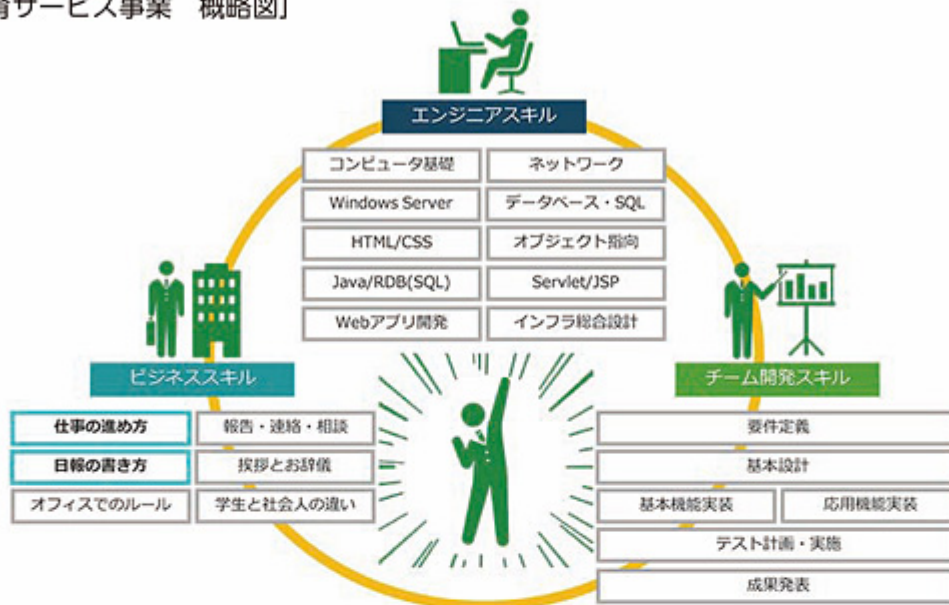 育サービス事業　概略図］
エンジニアスキル
コンピュータ基礎
ネットワーク
Windows Server
データベース・SQL
HTML/CSS
オブジェクト指向
Java/RDB(SQL)
Servlet/JSP
Webアプリ開発
インフラ総合設計
ビジネススキル
仕事の進め方
報告・連絡・相談
日報の書き方
挨拶とお辞儀
オフィスでのルール
学生と社会人の違い
チーム開発スキル
要件定義
基本設計
基本機能実装
応用機能実装
テスト計画・実施
成果発表